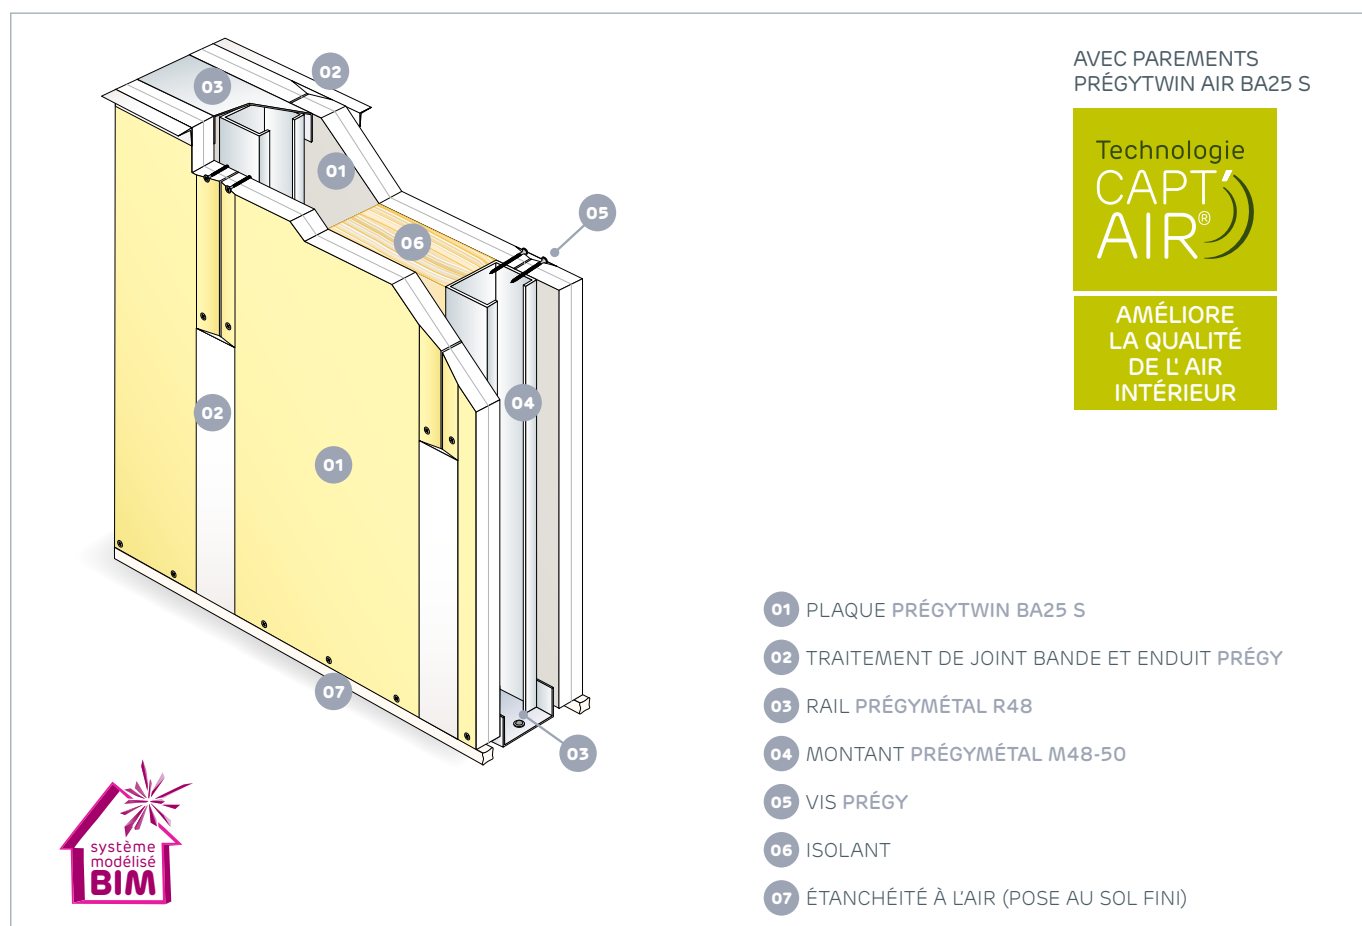 02
03
01
05
06
04
02
01
07
03
AVEC PAREMENTS
PRÉGYTWIN AIR BA25 S
Technologie
CAPT'
AIR®
AMÉLIORE
LA QUALITÉ
DE L' AIR
INTÉRIEUR
01 PLAQUE PRÉGYTWIN BA25 S
02 TRAITEMENT DE JOINT BANDE ET ENDUIT PRÉGY
03 RAIL PRÉGYMÉTAL R48
04 MONTANT PRÉGYMÉTAL M48-50
05 VIS PRÉGY
06 ISOLANT
07 ÉTANCHÉITÉ À L'AIR (POSE AU SOL FINI)
système
modélisé
BIM